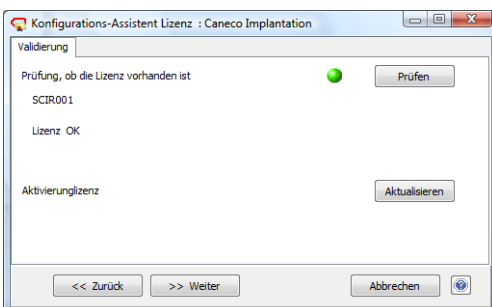 Konfigurations-Assistent Lizenz : Caneco Implantation
Validierung
Prüfung, ob die Lizenz vorhanden ist
Prüfen
SCIR001
Lizenz OK
Aktivierunglizenz
Aktualisieren
<< Zurück
>> Weiter
Abbrechen